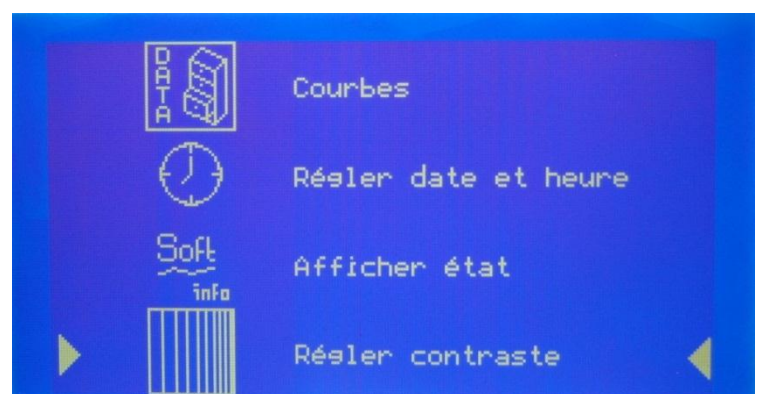 DATA
Courbes
Régler date et heure
Soft
info
Afficher état
Régler contraste